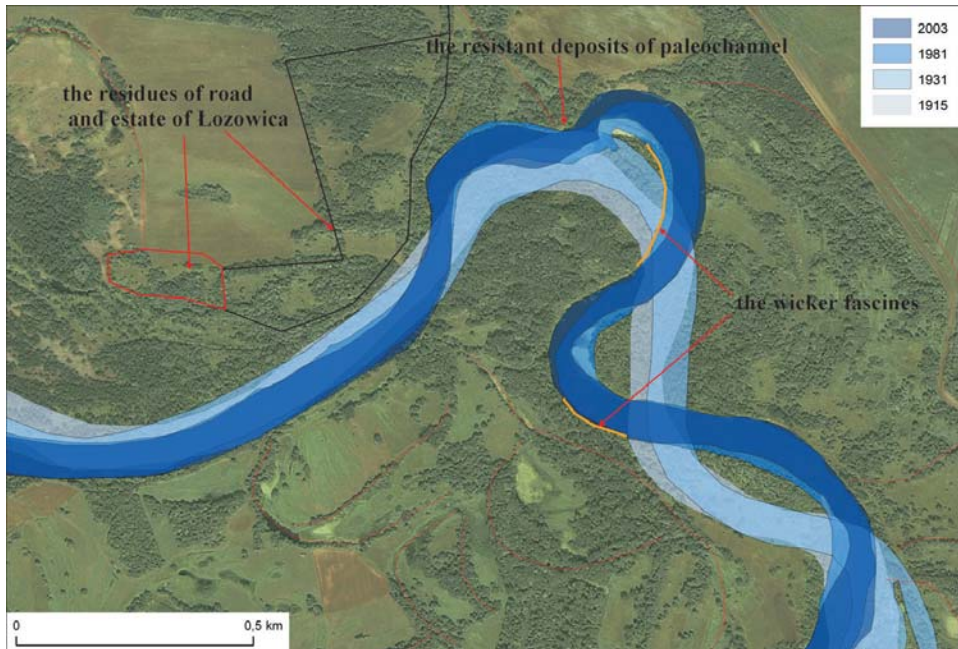 the resistant deposits of paleochannel
the residues of road
and estate of Łozowica
the wicker fascines
2003
1981
1931
1915
0 0,5 km